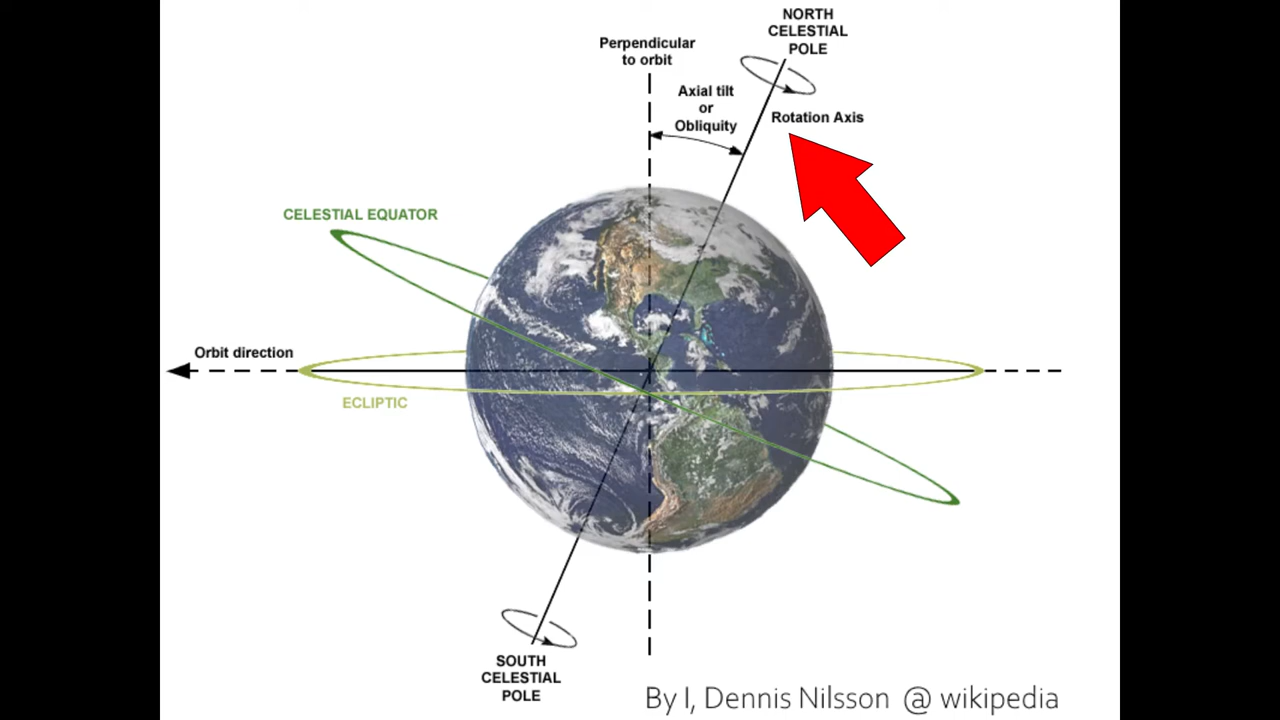 NORTH
CELESTIAL
POLE
Perpendicular
to orbit
Axial tilt
or
Obliquity
Rotation Axis
CELESTIAL EQUATOR
Orbit direction
ECLIPTIC
SOUTH
CELESTIAL
POLE
By I, Dennis Nilsson @ wikipedia